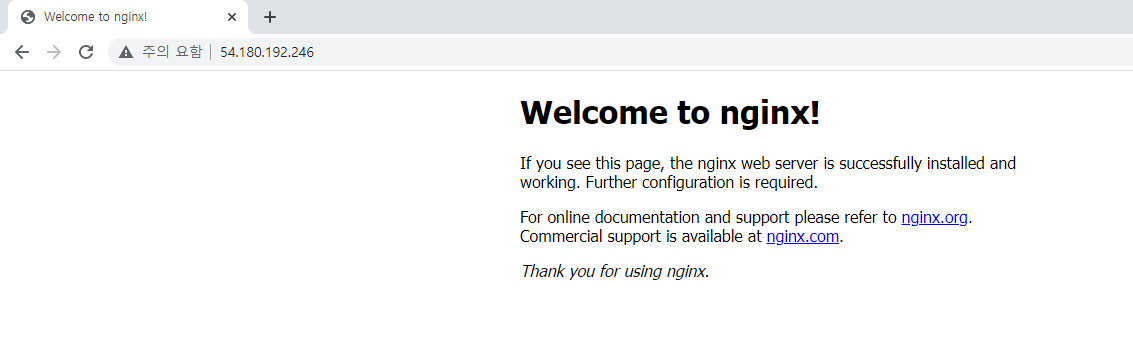 Welcome to nginx!
주의 요함 54.180.192.246
Welcome to nginx!
If you see this page, the nginx web server is successfully installed and
working. Further configuration is required.
For online documentation and support please refer to nginx.org.
Commercial support is available at nginx.com.
Thank you for using nginx.